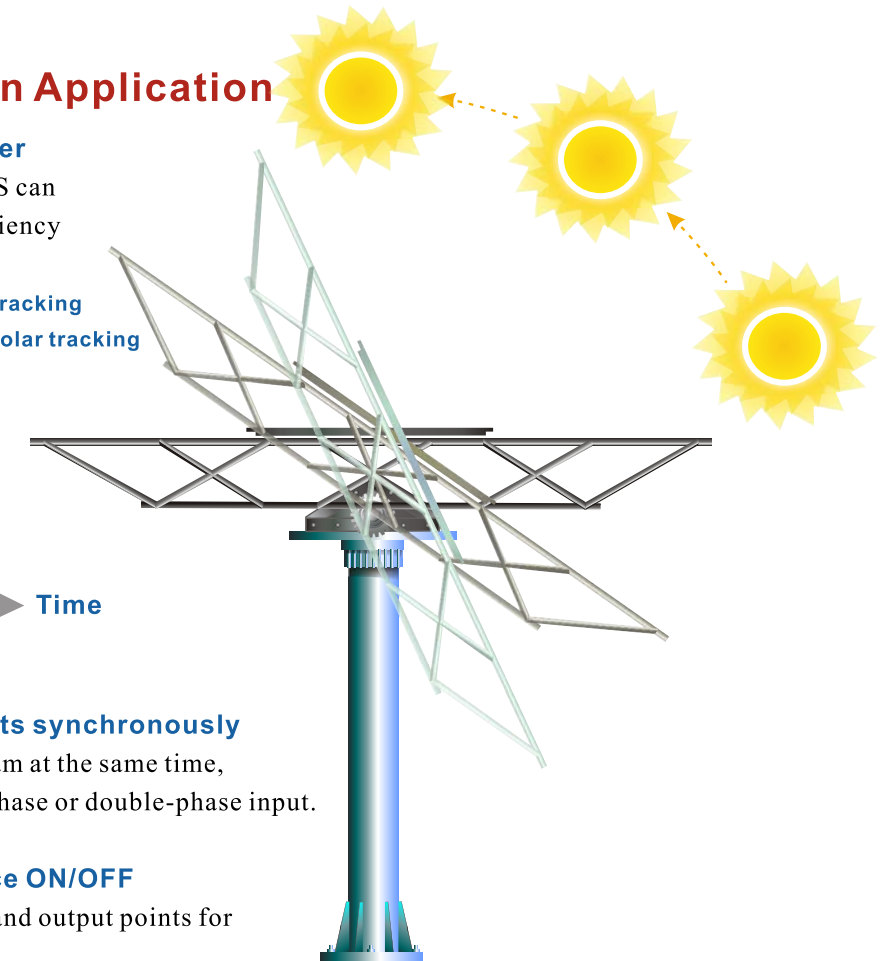 n Application
er
S can
iency
racking
olar tracking
Time
ts synchronously
m at the same time,
hase or double-phase input.
e ON/OFF
and output points for